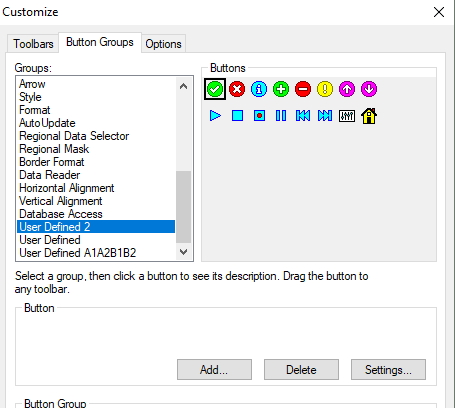 Customize
Toolbars
Button Groups
Options
Groups:
Buttons
Arrow
Style
Format
AutoUpdate
Regional Data Selector
Regional Mask
Border Format
Data Reader
Horizontal Alignment
Vertical Alignment
Database Access
User Defined 2
User Defined
User Defined A1A2B1B2
Select a group, then click a button to see its description. Drag the button to
any toolbar.
Button
Add...
Delete
Settings...
Button Group